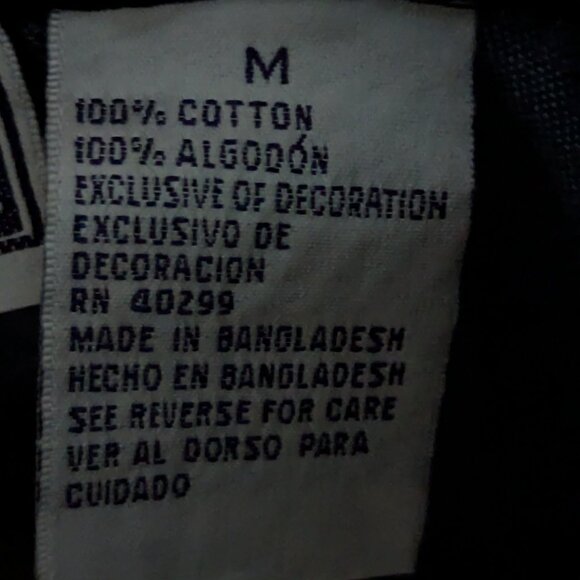 M
100% COTTON
100% ALGODÓN
EXCLUSIVE OF DECORATION
EXCLUSIVO DE
DECORACION
RN 40299
MADE IN BANGLADESH
HECHO EN BANGLADESH
SEE REVERSE FOR CARE
VER AL DORSO PARA
CUIDADO